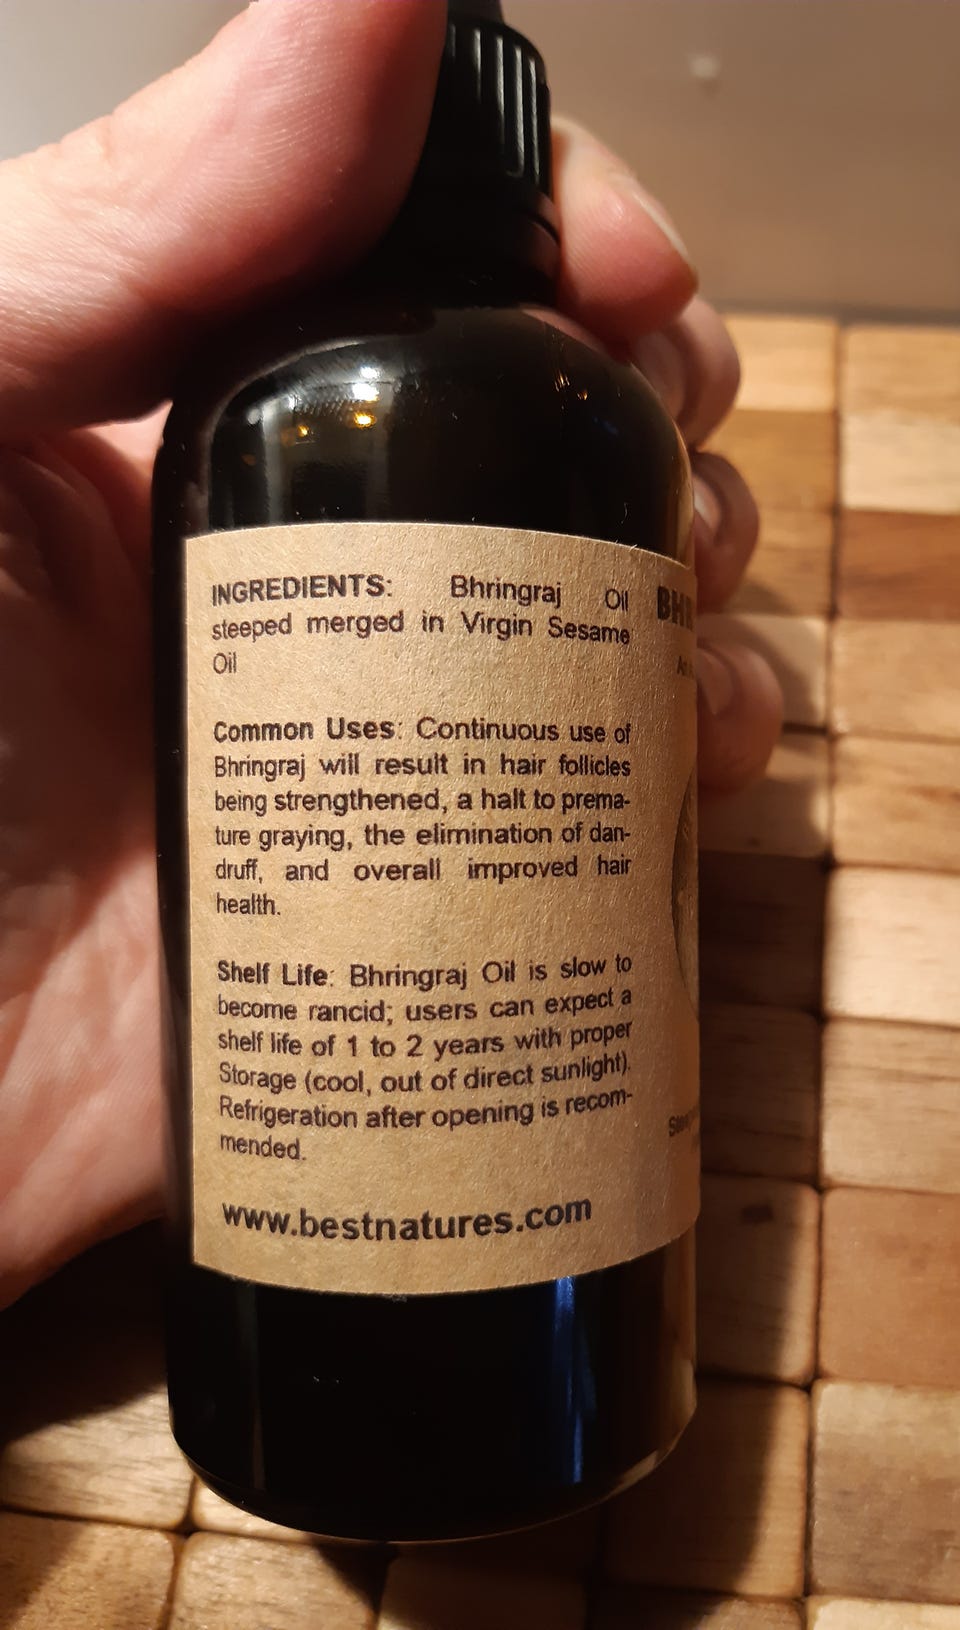 INGREDIENTS: Bhringraj Oil
steeped merged in Virgin Sesame
Oil
Common Uses: Continuous use of
Bhringraj will result in hair follicles
being strengthened, a halt to prema-
ture graying, the elimination of dan-
druff, and overall improved hair
health.
Shelf Life: Bhringraj Oil is slow to
become rancid; users can expect a
shelf life of 1 to 2 years with proper
Storage (cool, out of direct sunlight).
Refrigeration after opening is recom-
mended.
www.bestnatures.com